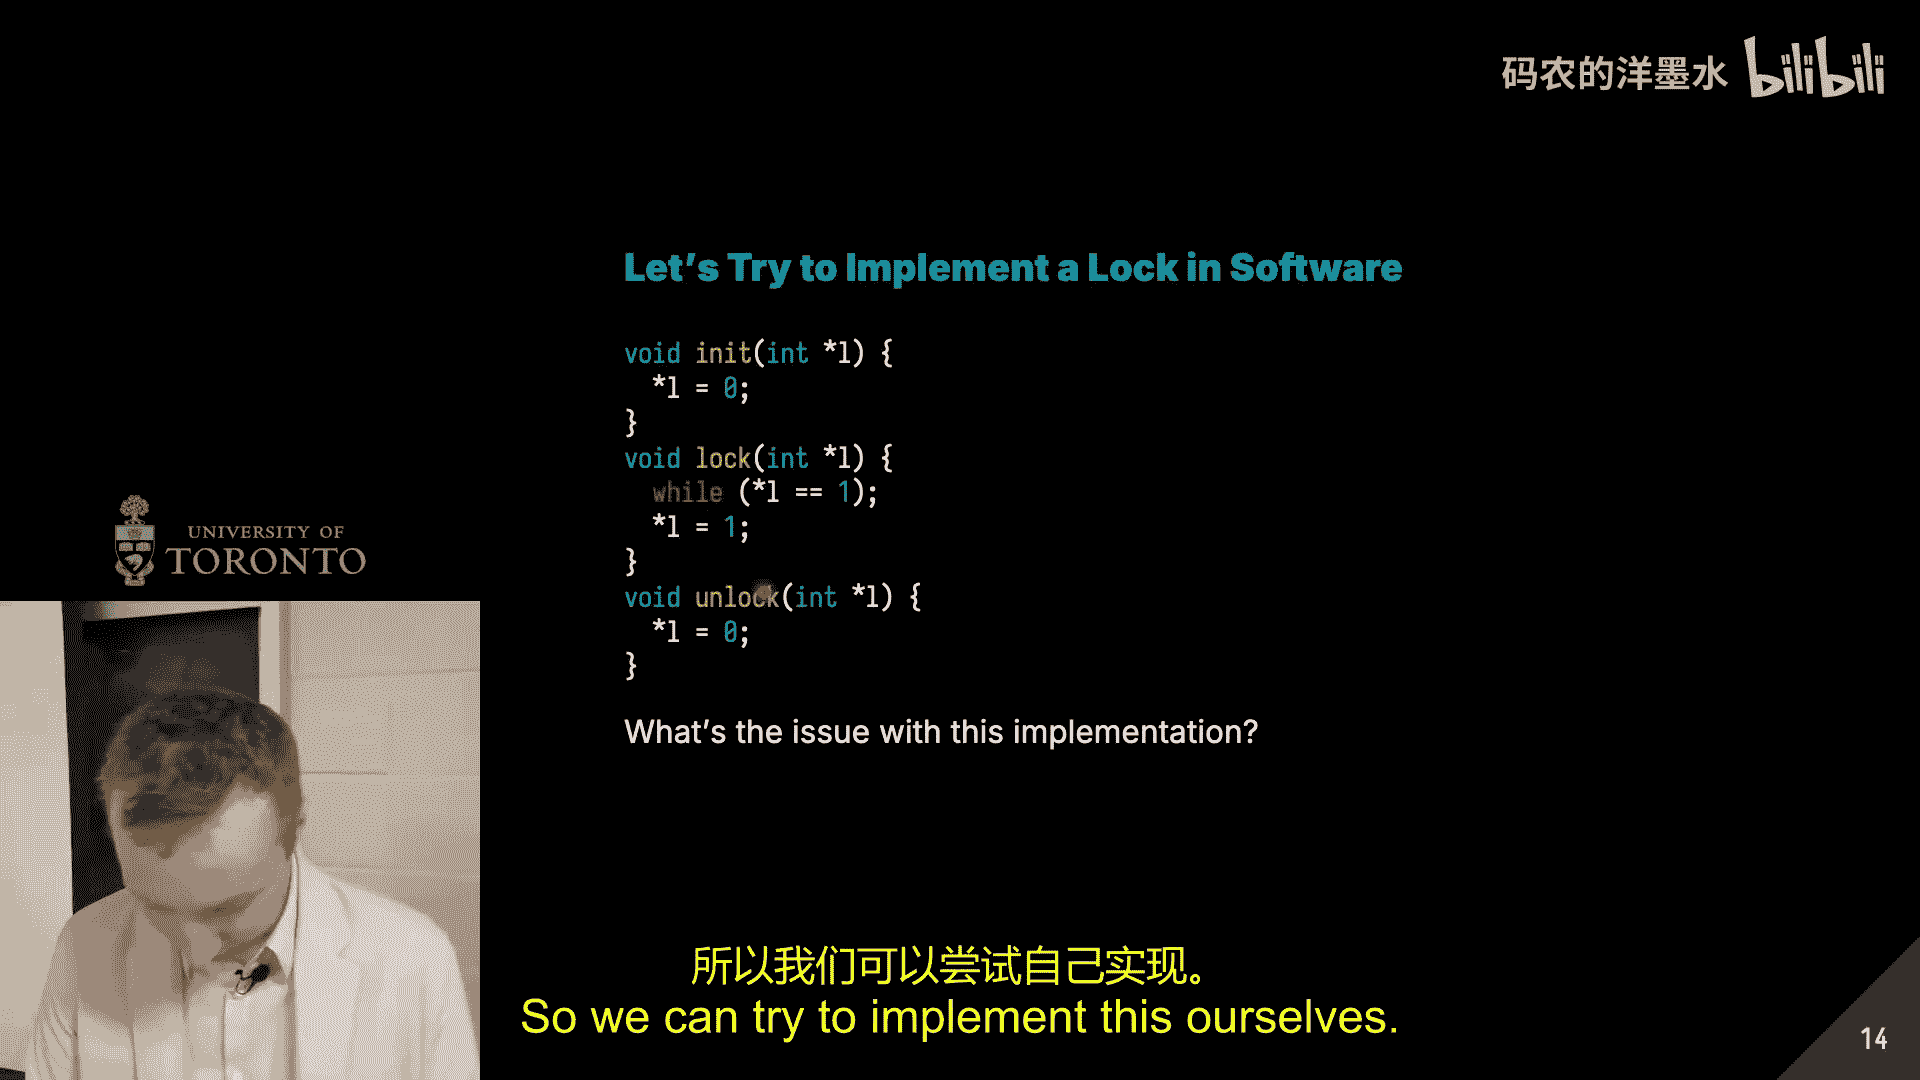 码农的洋墨水 bilibili
Let's Try to Implement a Lock in Software
void init(int *l) {
  *l = 0;
}
void lock(int *l) {
  while (*l == 1);
  *l = 1;
}
void unlock(int *l) {
  *l = 0;
}
What's the issue with this implementation?
UNIVERSITY OF
TORONTO
所以我们可以尝试自己实现。
So we can try to implement this ourselves.
14